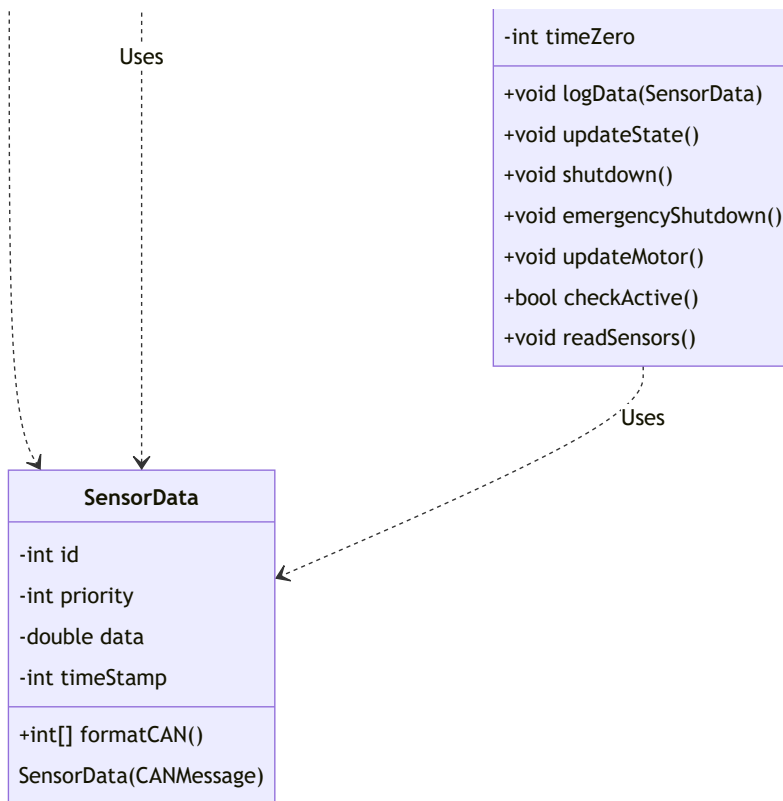 Uses
-int timeZero
+void logData(SensorData)
+void updateState()
+void shutdown()
+void emergencyShutdown()
+void updateMotor()
+bool checkActive()
+void readSensors()
Uses
SensorData
-int id
-int priority
-double data
-int timeStamp
+int[] formatCAN()
SensorData(CANMessage)